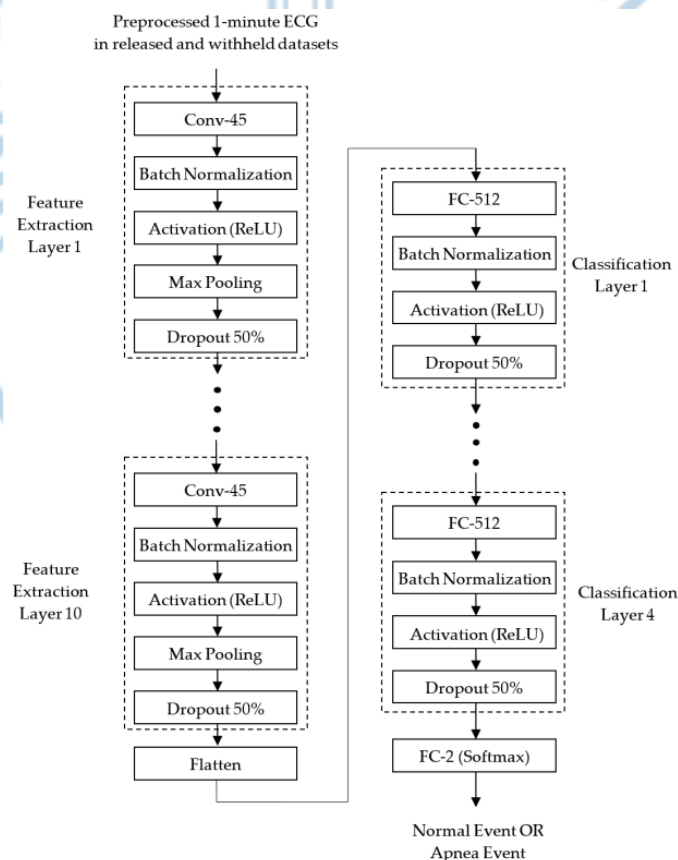 Preprocessed 1-minute ECG
in released and withheld datasets
Feature
Extraction
Layer 1
Conv-45
Batch Normalization
Activation (ReLU)
Max Pooling
Dropout 50%
Feature
Extraction
Layer 10
Conv-45
Batch Normalization
Activation (ReLU)
Max Pooling
Dropout 50%
Flatten
FC-512
Batch Normalization
Activation (ReLU)
Dropout 50%
Classification
Layer 1
FC-512
Batch Normalization
Activation (ReLU)
Dropout 50%
Classification
Layer 4
FC-2 (Softmax)
Normal Event OR
Apnea Event